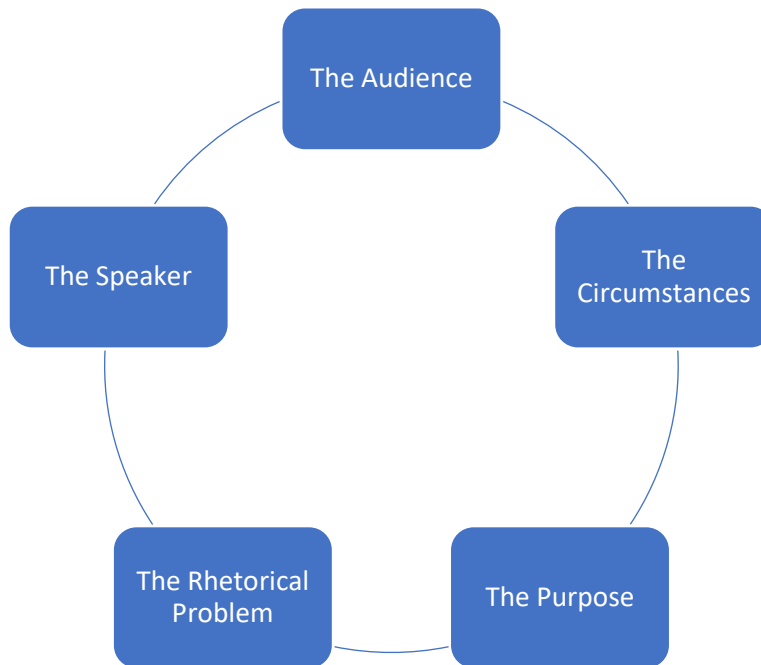 The Audience
The
Circumstances
The Purpose
The Rhetorical
Problem
The Speaker